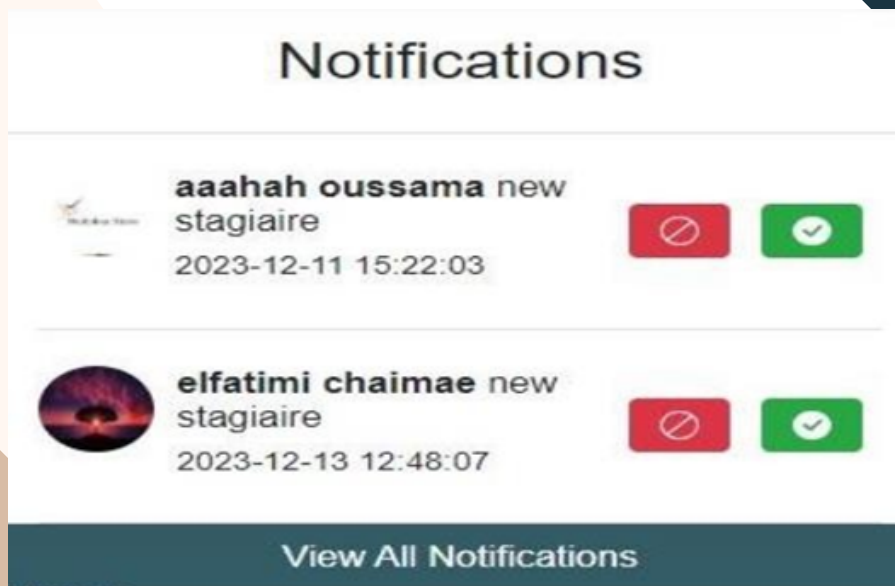 Notifications
aaahah oussama new
stagiaire
2023-12-11 15:22:03
elfatimi chaimae new
stagiaire
2023-12-13 12:48:07
View All Notifications